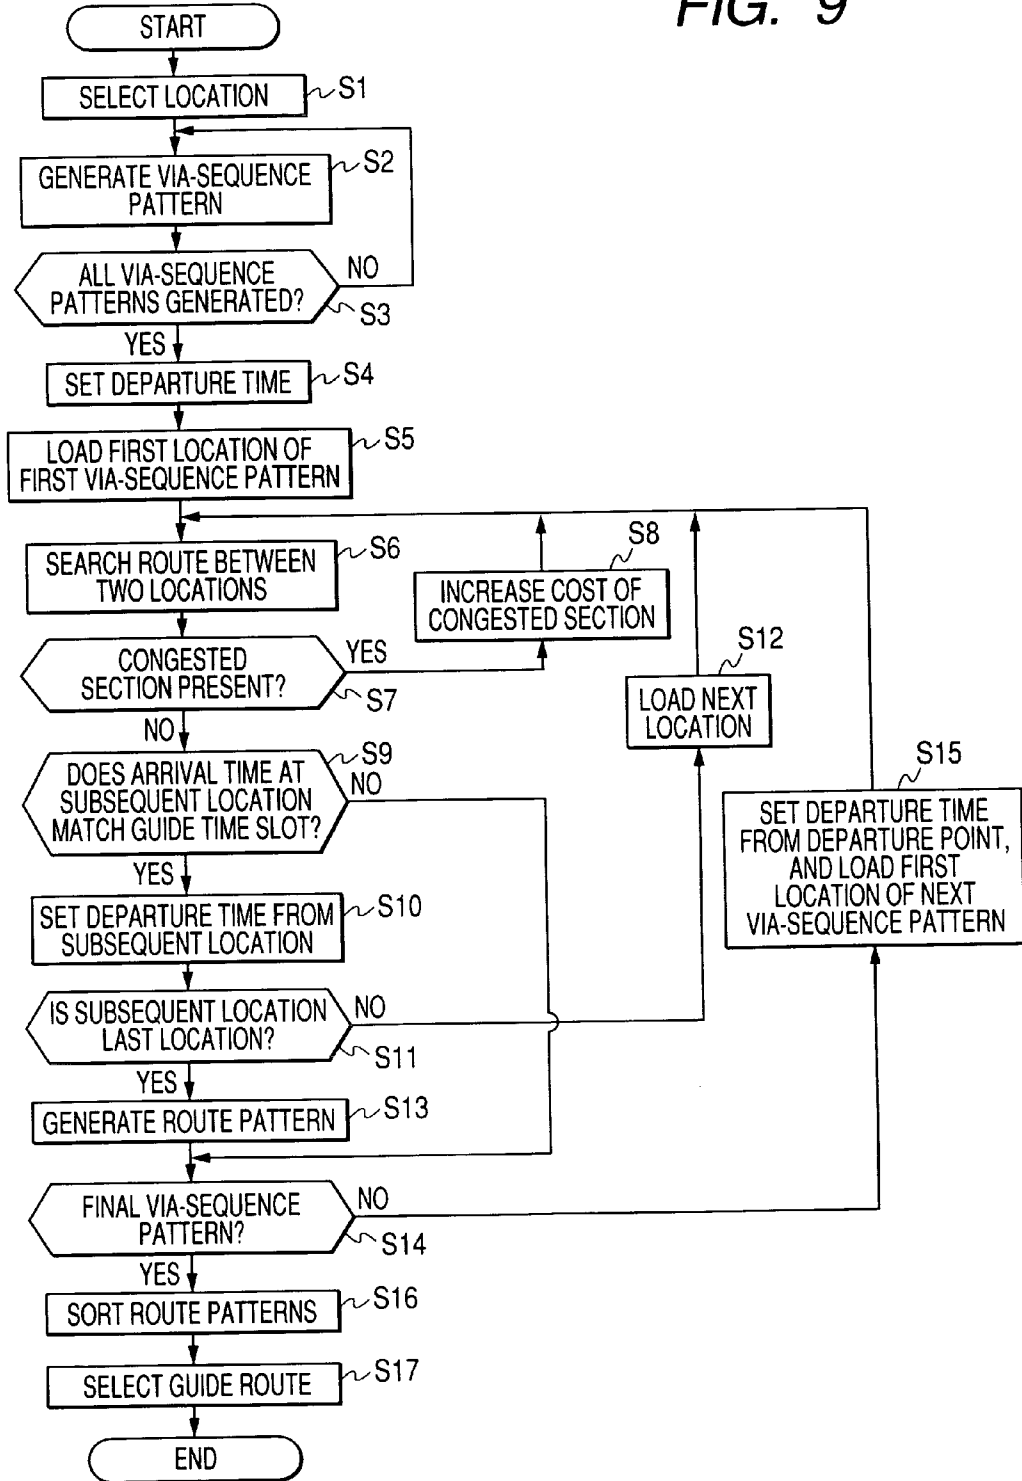 FIG. 9
START
SELECT LOCATION
S1
GENERATE VIA-SEQUENCE
PATTERN
S2
ALL VIA-SEQUENCE
PATTERNS GENERATED?
NO
S3
YES
SET DEPARTURE TIME
S4
LOAD FIRST LOCATION OF
FIRST VIA-SEQUENCE PATTERN
S5
SEARCH ROUTE BETWEEN
TWO LOCATIONS
S6
INCREASE COST OF
CONGESTED SECTION
S8
CONGESTED
SECTION PRESENT?
YES
S7
NO
LOAD NEXT
LOCATION
S12
DOES ARRIVAL TIME AT
SUBSEQUENT LOCATION
MATCH GUIDE TIME SLOT?
S9
NO
YES
SET DEPARTURE TIME
FROM DEPARTURE POINT,
AND LOAD FIRST
LOCATION OF NEXT
VIA-SEQUENCE PATTERN
S15
SET DEPARTURE TIME FROM
SUBSEQUENT LOCATION
S10
IS SUBSEQUENT LOCATION
LAST LOCATION?
NO
S11
YES
GENERATE ROUTE PATTERN
S13
FINAL VIA-SEQUENCE
PATTERN?
NO
S14
YES
SORT ROUTE PATTERNS
S16
SELECT GUIDE ROUTE
S17
END